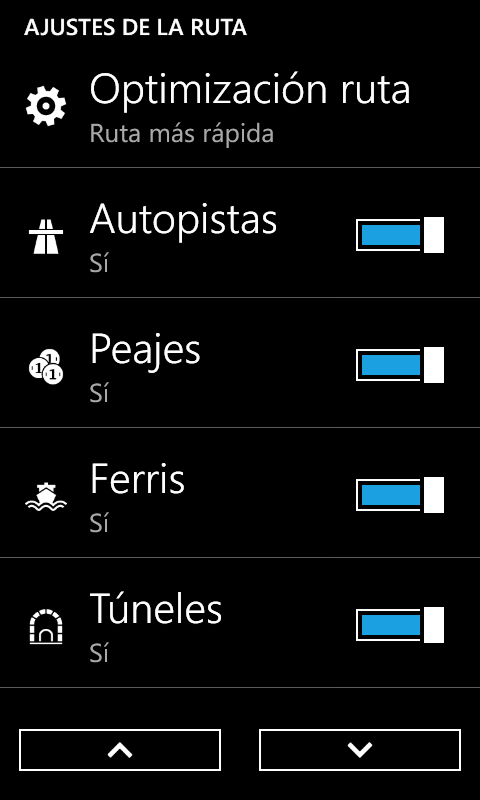 AJUSTES DE LA RUTA
Optimización ruta
Ruta más rápida
Autopistas
Sí
Peajes
Sí
Ferris
Sí
Túneles
Sí